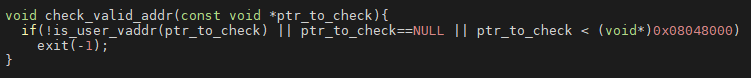 void check_valid_addr(const void *ptr_to_check){
  if(!is_user_vaddr(ptr_to_check) || ptr_to_check==NULL || ptr_to_check < (void*)0x08048000)
    exit(-1);
}